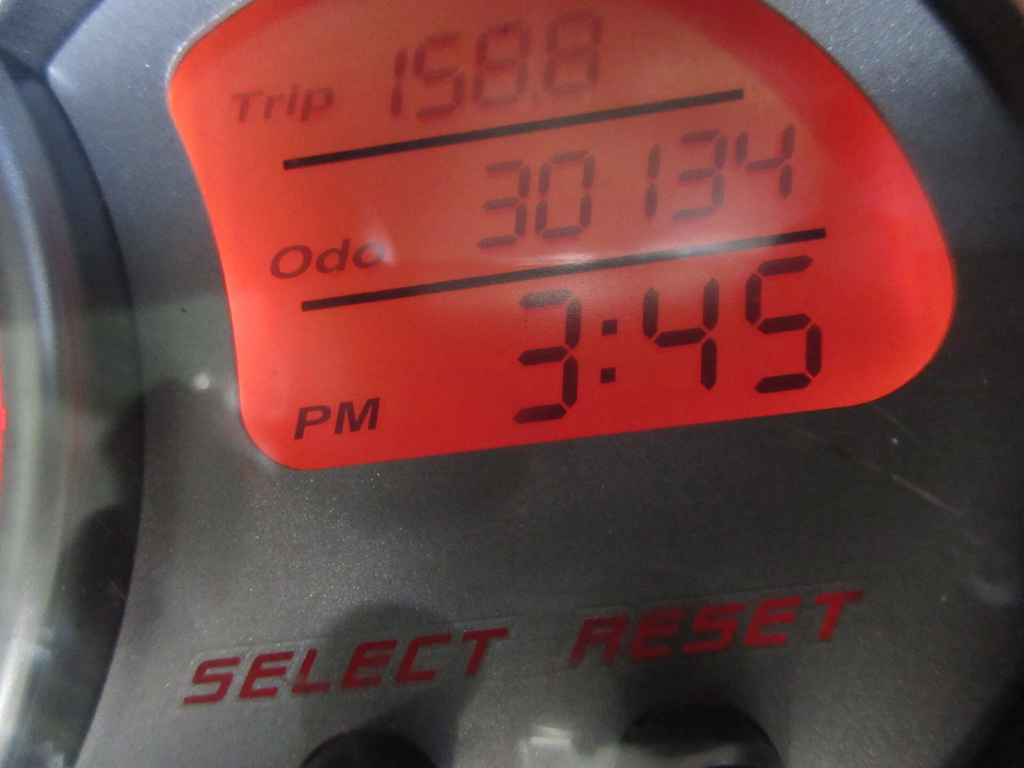 Trip 158.8
Odo 30134
PM 3:45
SELECT RESET